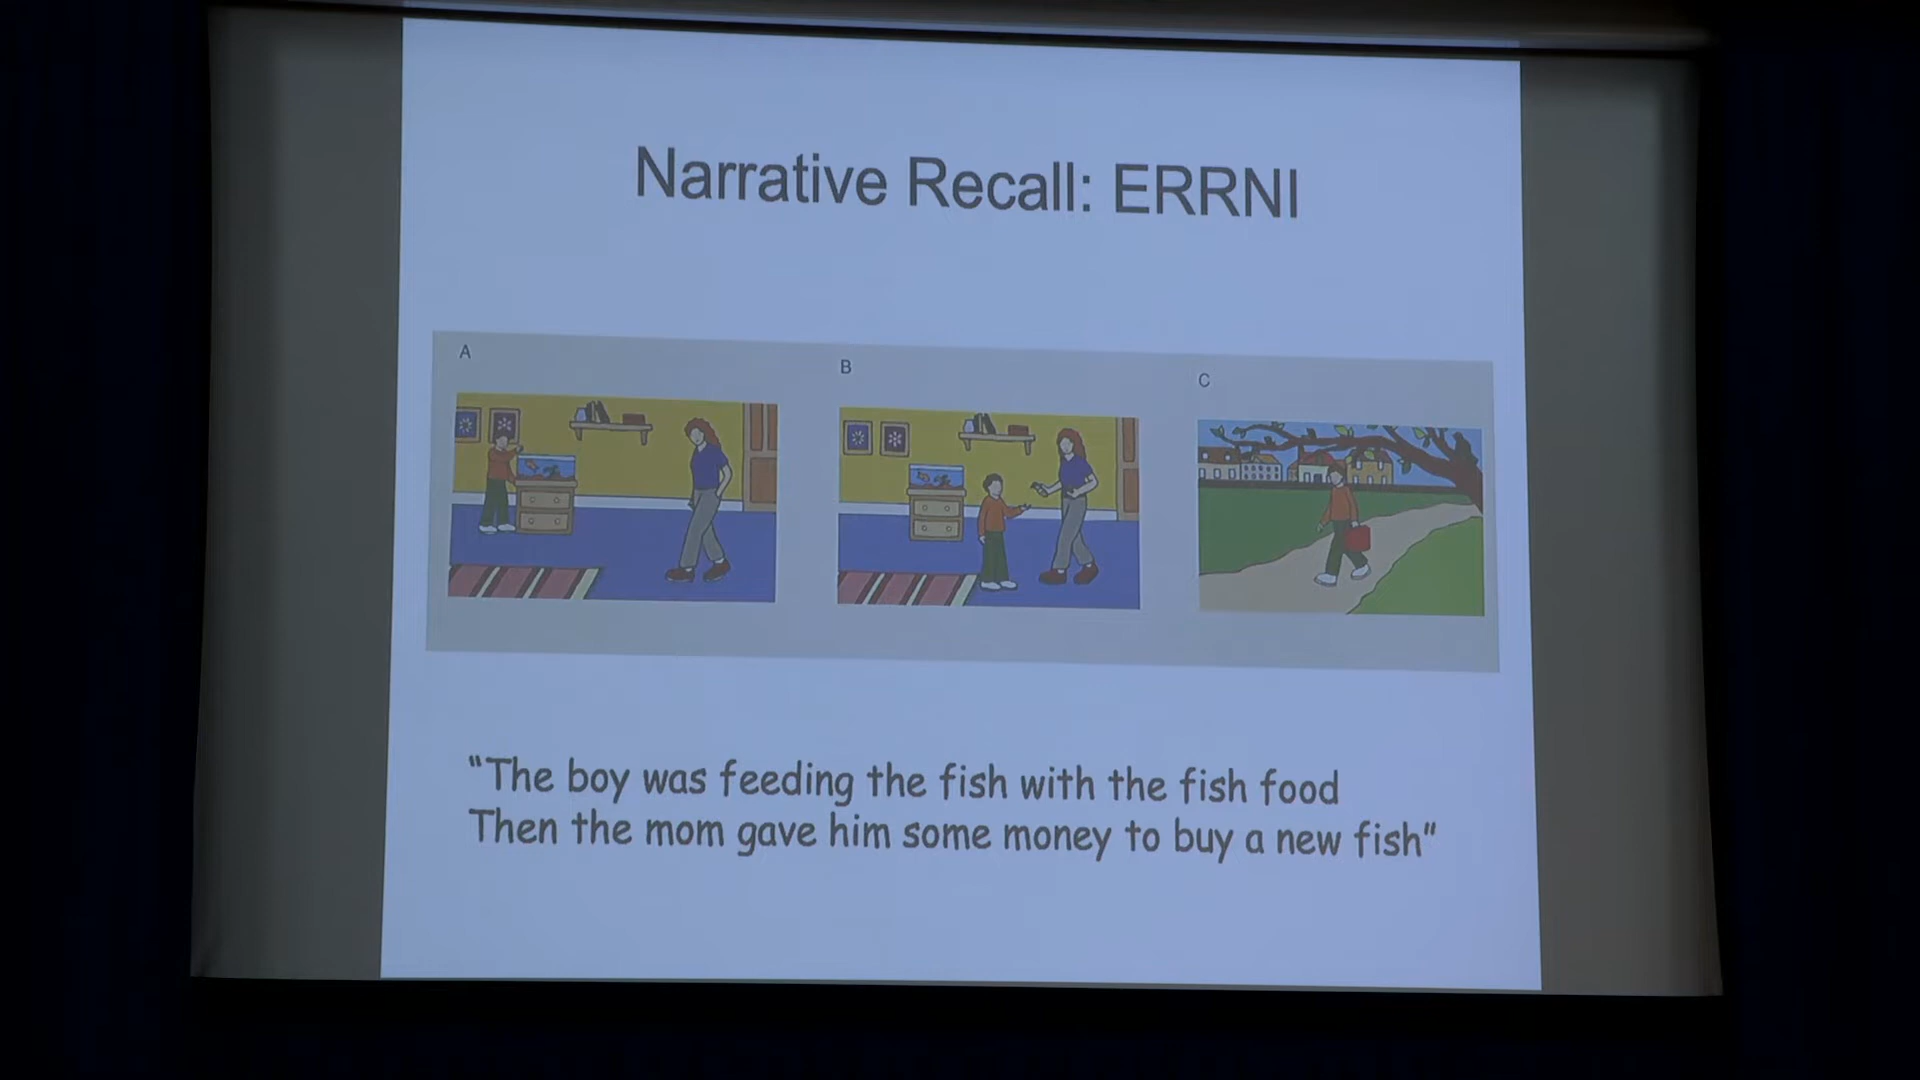 Narrative Recall: ERRNI
A
B
C
“The boy was feeding the fish with the fish food
Then the mom gave him some money to buy a new fish”